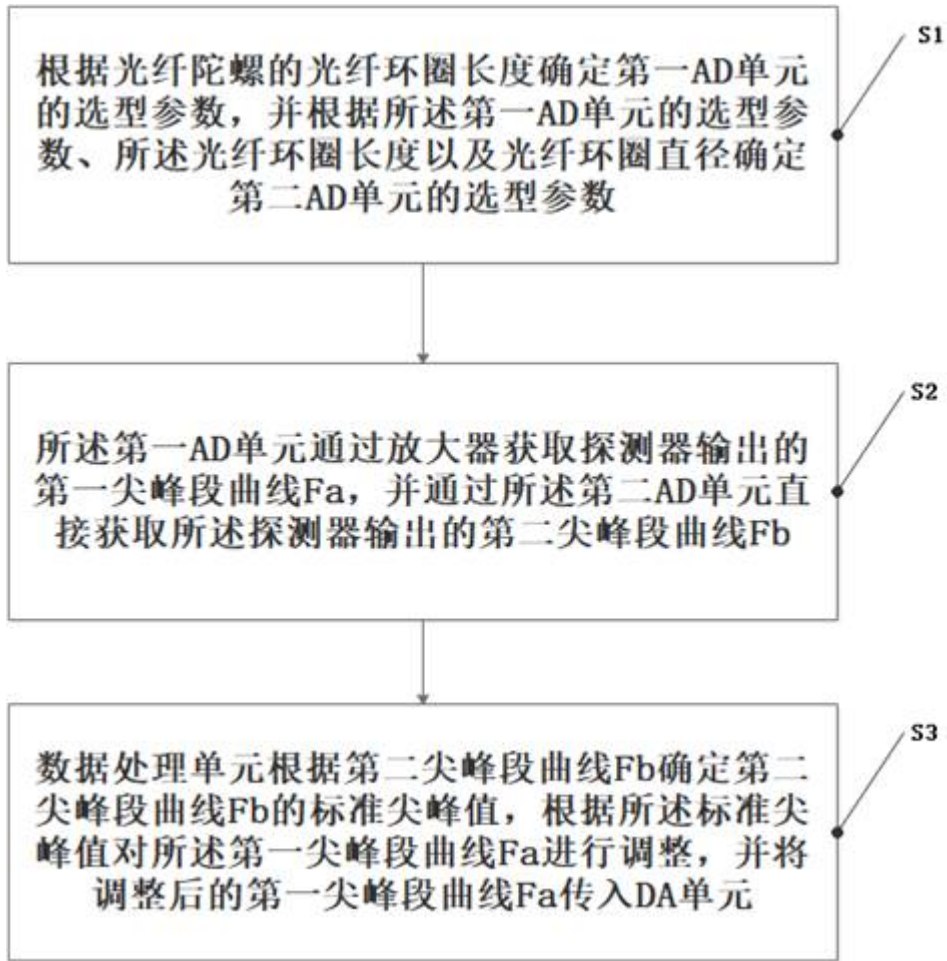 S1
根据光纤陀螺的光纤环圈长度确定第一AD单元
的选型参数，并根据所述第一AD单元的选型参
数、所述光纤环圈长度以及光纤环圈直径确定
第二AD单元的选型参数
S2
所述第一AD单元通过放大器获取探测器输出的
第一尖峰段曲线Fa，并通过所述第二AD单元直
接获取所述探测器输出的第二尖峰段曲线Fb
S3
数据处理单元根据第二尖峰段曲线Fb确定第二
尖峰段曲线Fb的标准尖峰值，根据所述标准尖
峰值对所述第一尖峰段曲线Fa进行调整，并将
调整后的第一尖峰段曲线Fa传入DA单元